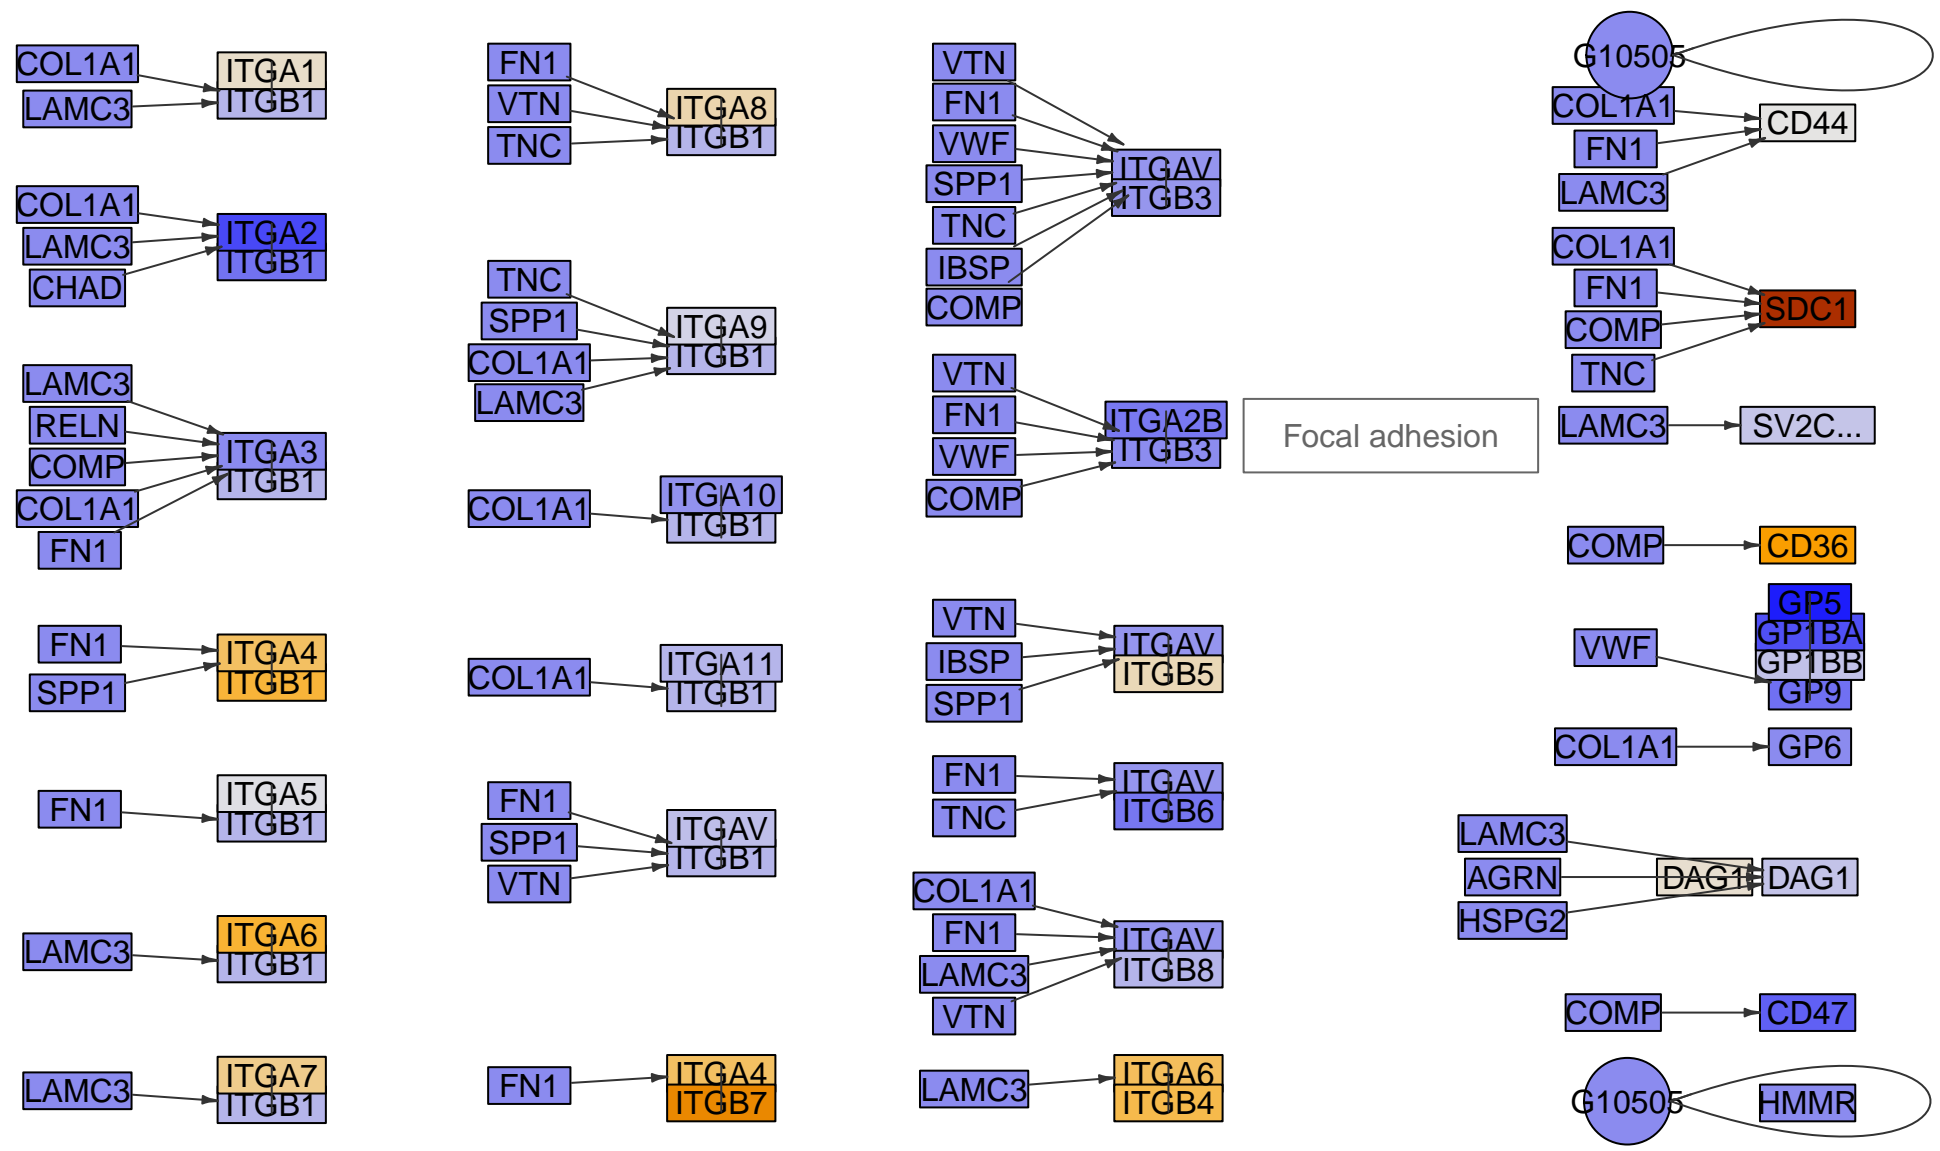 COL1A1
LAMC3
ITGA1
ITGB1
COL1A1
LAMC3
CHAD
ITGA2
ITGB1
LAMC3
RELN
COMP
COL1A1
FN1
ITGA3
ITGB1
FN1
SPP1
ITGA4
ITGB1
FN1
ITGA5
ITGB1
LAMC3
ITGA6
ITGB1
LAMC3
ITGA7
ITGB1
FN1
VTN
TNC
ITGA8
ITGB1
TNC
SPP1
COL1A1
LAMC3
ITGA9
ITGB1
COL1A1
ITGA10
ITGB1
COL1A1
ITGA11
ITGB1
FN1
SPP1
VTN
ITGAV
ITGB1
FN1
ITGA4
ITGB7
VTN
FN1
VWF
SPP1
TNC
IBSP
COMP
ITGAV
ITGB3
VTN
FN1
VWF
COMP
ITGA2B
ITGB3
VTN
IBSP
SPP1
ITGAV
ITGB5
FN1
TNC
ITGAV
ITGB6
COL1A1
FN1
LAMC3
VTN
ITGAV
ITGB8
LAMC3
ITGA6
ITGB4
Focal adhesion
G10505
COL1A1
FN1
LAMC3
CD44
COL1A1
FN1
COMP
TNC
SDC1
LAMC3
SV2C...
COMP
CD36
VWF
GP5
GP1BA
GP1BB
GP9
COL1A1
GP6
LAMC3
AGRN
HSPG2
DAG1
DAG1
COMP
CD47
G10505
HMMR